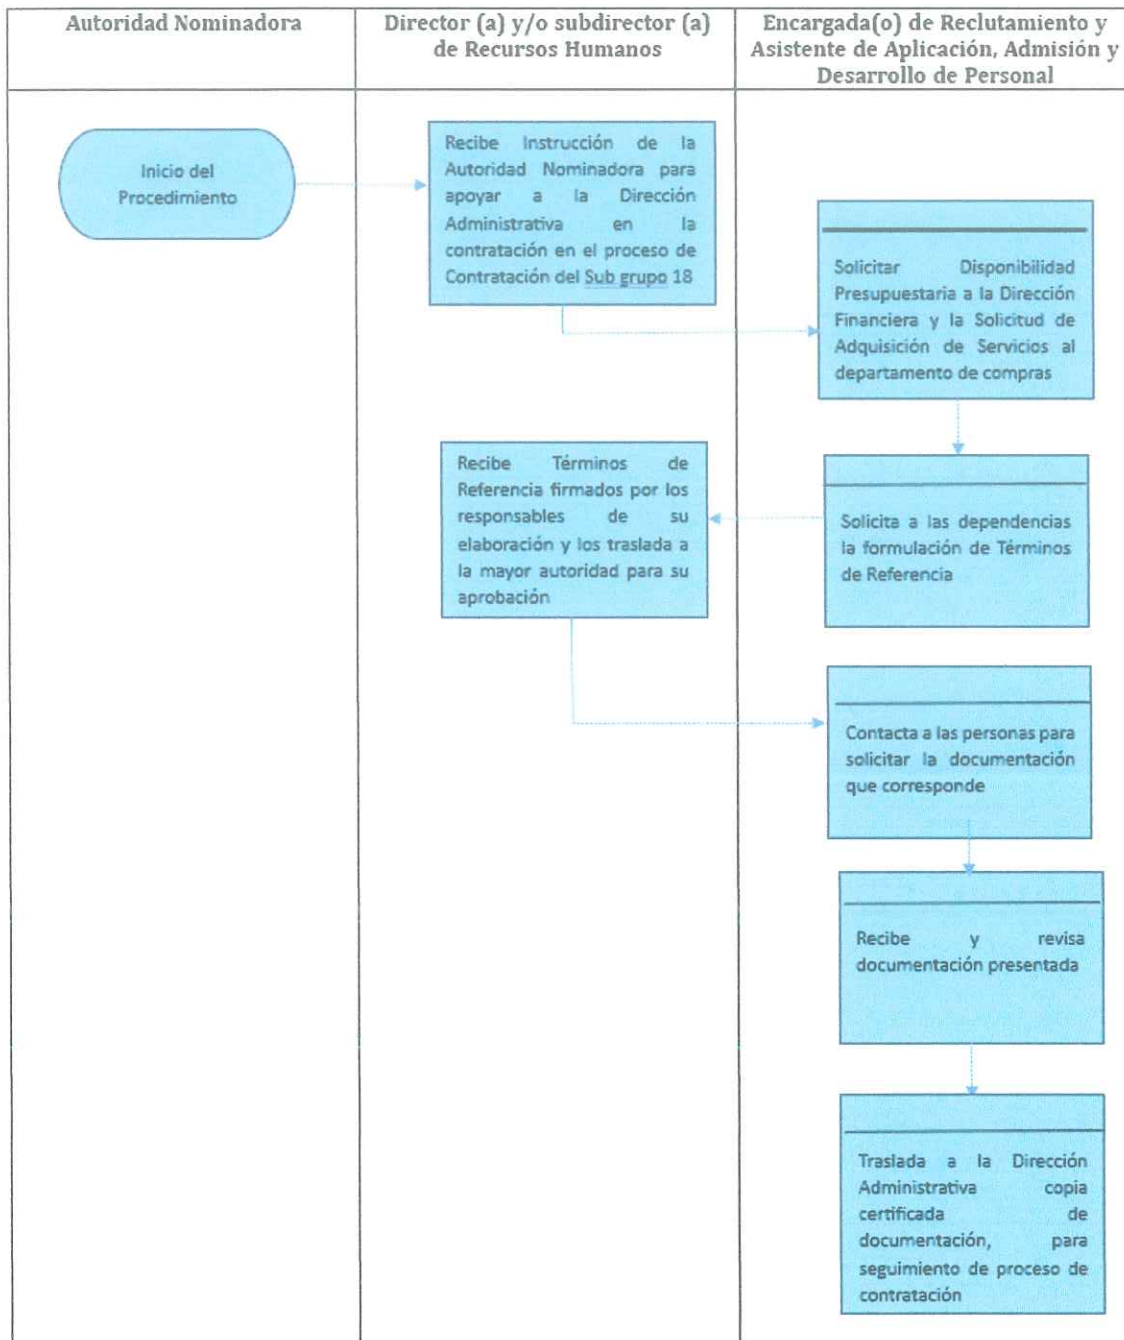 Autoridad Nominadora
Director (a) y/o subdirector (a)
de Recursos Humanos
Encargada(o) de Reclutamiento y
Asistente de Aplicación, Admisión y
Desarrollo de Personal
Inicio del
Procedimiento
Recibe Instrucción de la
Autoridad Nominadora para
apoyar a la Dirección
Administrativa en la
contratación en el proceso de
Contratación del Sub grupo 18
Solicitar Disponibilidad
Presupuestaria a la Dirección
Financiera y la Solicitud de
Adquisición de Servicios al
departamento de compras
Recibe Términos de
Referencia firmados por los
responsables de su
elaboración y los traslada a
la mayor autoridad para su
aprobación
Solicita a las dependencias
la formulación de Términos
de Referencia
Contacta a las personas para
solicitar la documentación
que corresponde
Recibe y revisa
documentación presentada
Traslada a la Dirección
Administrativa copia
certificada de
documentación, para
seguimiento de proceso de
contratación